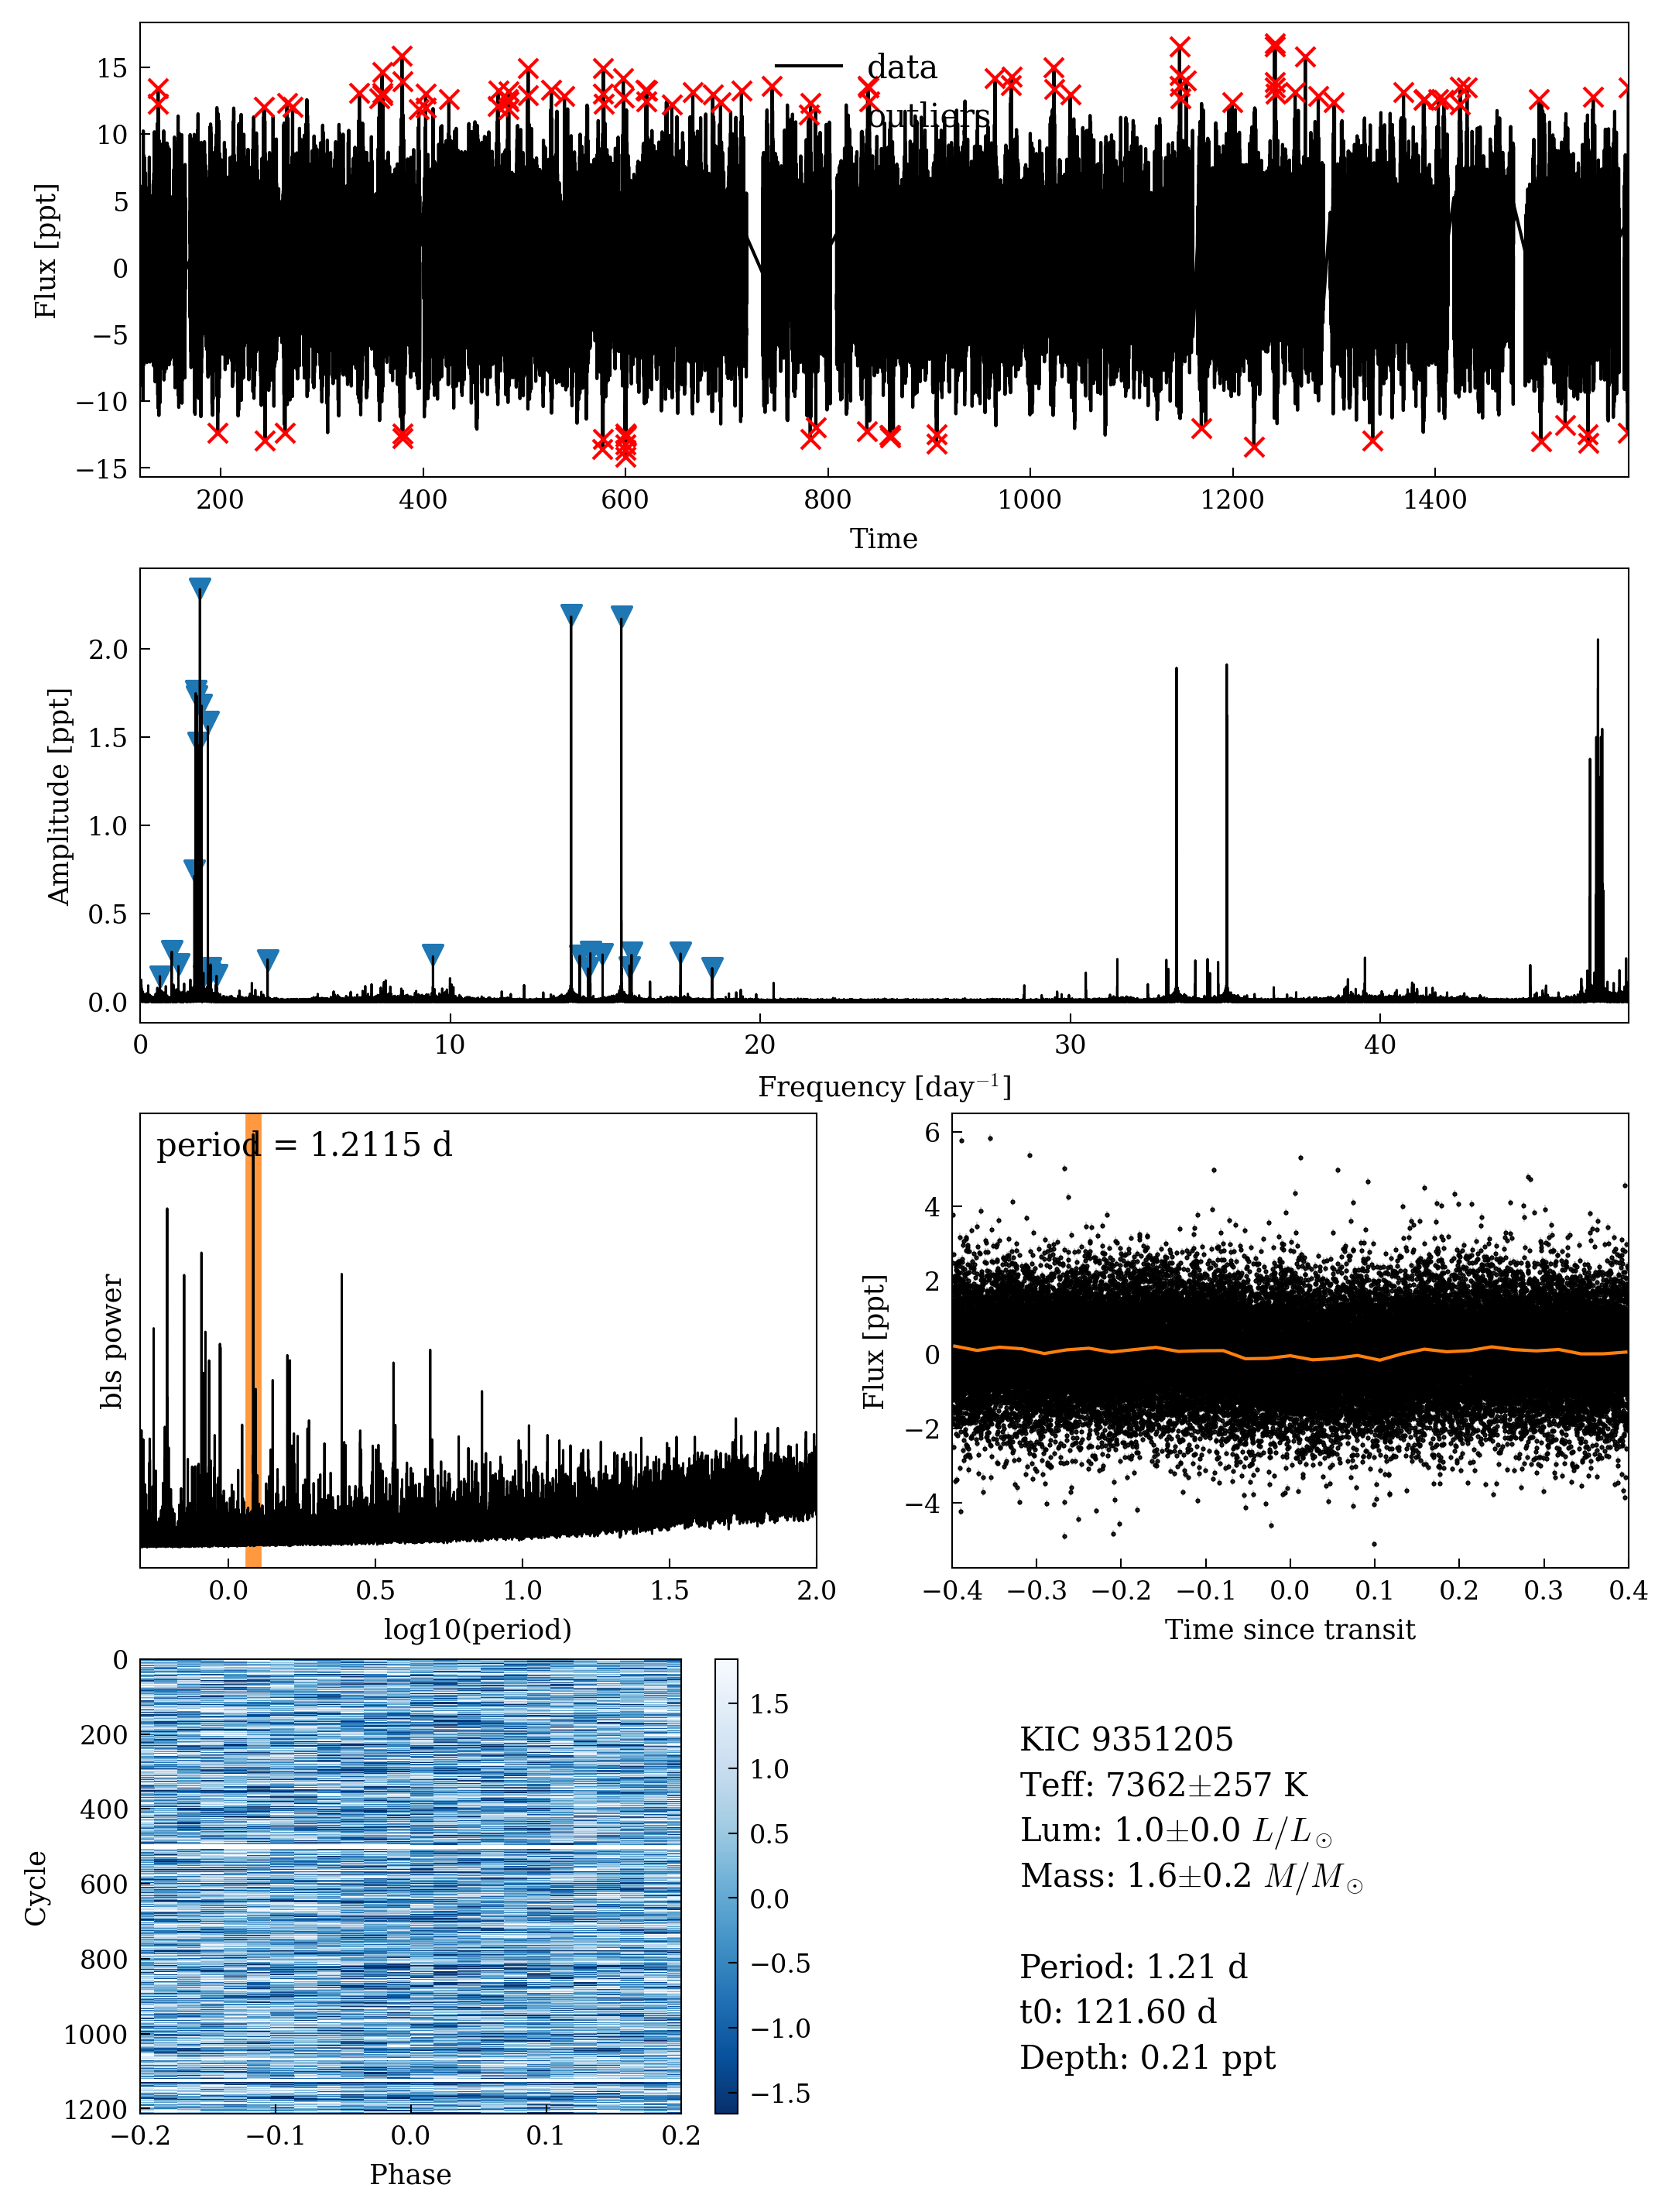 15
10
5
0
−5
−10
−15
Flux [ppt]
data
outliers
200 400 600 800 1000 1200 1400
Time
2.0
1.5
1.0
0.5
0.0
Amplitude [ppt]
0 10 20 30 40
Frequency [day⁻¹]
period = 1.2115 d
bls power
0.0 0.5 1.0 1.5 2.0
log10(period)
6
4
2
0
−2
−4
Flux [ppt]
−0.4 −0.3 −0.2 −0.1 0.0 0.1 0.2 0.3 0.4
Time since transit
0
200
400
600
800
1000
1200
Cycle
−0.2 −0.1 0.0 0.1 0.2
Phase
1.5
1.0
0.5
0.0
−0.5
−1.0
−1.5
KIC 9351205
Teff: 7362±257 K
Lum: 1.0±0.0 L/L⊙
Mass: 1.6±0.2 M/M⊙
Period: 1.21 d
t0: 121.60 d
Depth: 0.21 ppt